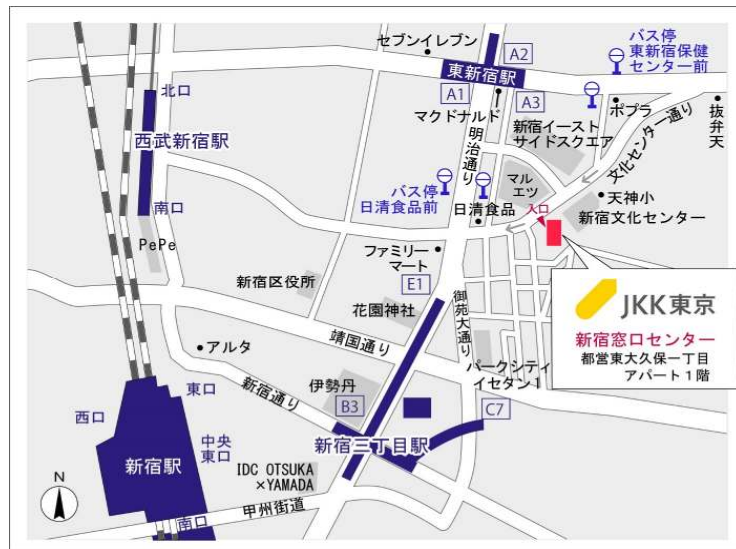 セブンイレブン
A2
バス停
東新宿保健
センター前
東新宿駅
北口
A1
A3
マクドナルド
ポプラ
抜弁天
西武新宿駅
明治通り
新宿イースト
サイドスクエア
文化センター通り
バス停
日清食品前
マル
エツ
天神小
南口
日清食品
入口
新宿文化センター
PePe
ファミリー
マート
新宿区役所
E1
花園神社
御苑大通り
JKK東京
新宿窓口センター
都営東大久保一丁目
アパート1階
アルタ
靖国通り
パークシティ
イセタン1
新宿通り
伊勢丹
東口
B3
C7
西口
中央
東口
新宿三丁目駅
新宿駅
IDC OTSUKA
×YAMADA
N
甲州街道
南口